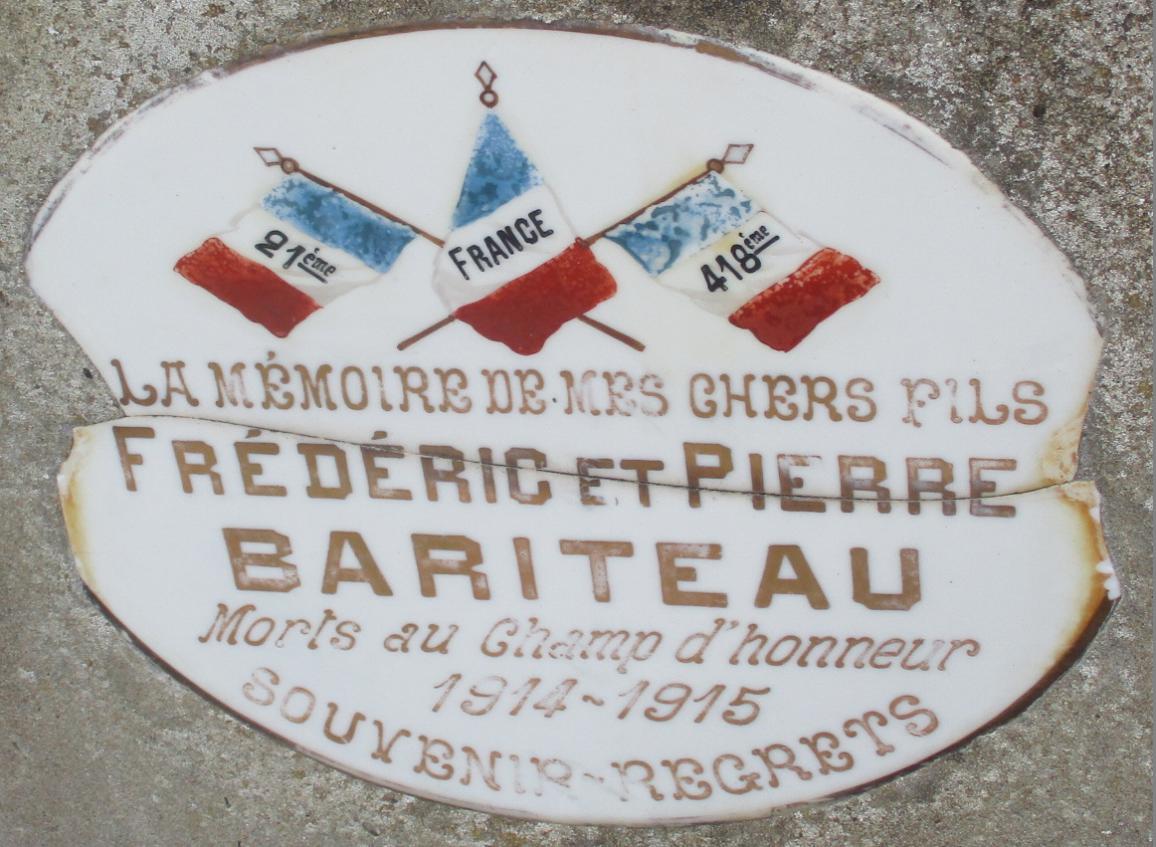 21ème
FRANCE
418ème
LA MÉMOIRE DE MES CHERS FILS
FRÉDÉRIC ET PIERRE
BARITEAU
Morts au Champ d'honneur
1914-1915
SOUVENIR-REGRETS